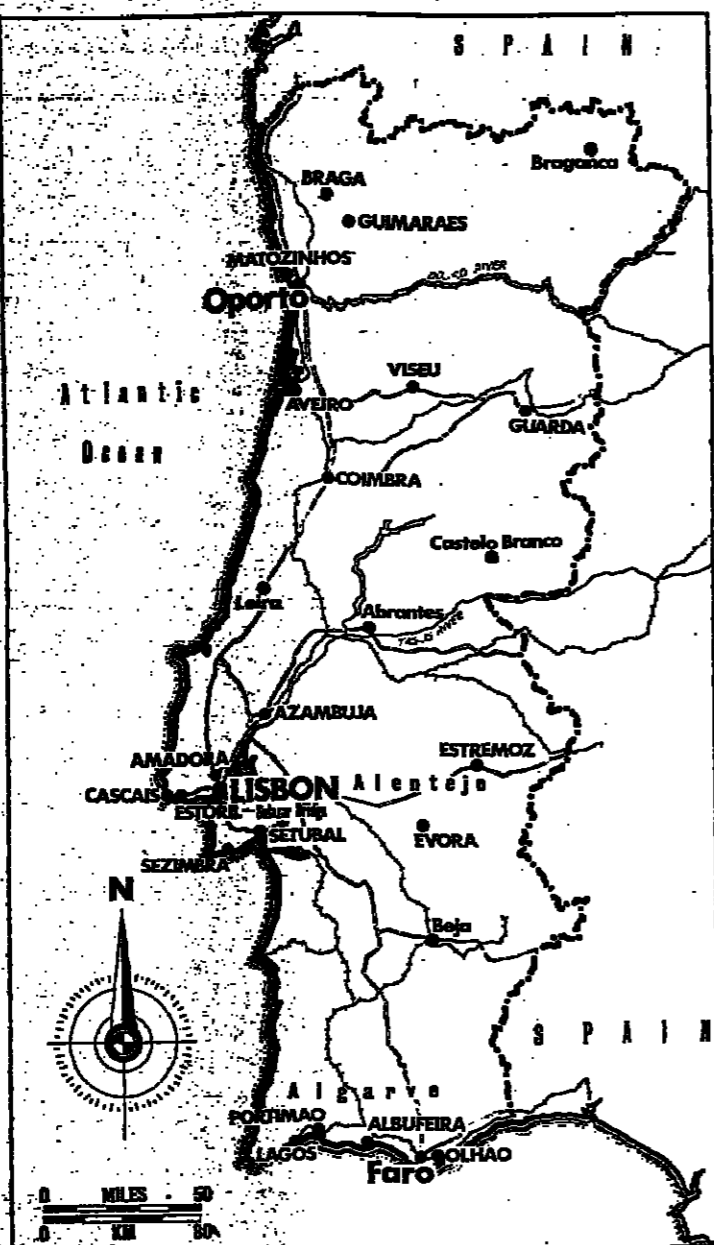 SPAIN
Braganca
BRAGA
GUIMARAES
MATOZINHOS
RIVER
Oporto
Atlantic
Ocean
VISEU
AVEIRO
GUARDA
COIMBRA
Castelo Branco
Leira
Abrantes
RIVER
AZAMBUJA
AMADORA
ESTREMOZ
CASCAIS
LISBON
Alentejo
ESTORIL
SETUBAL
EVORA
SEZIMBRA
N
Beja
SPAIN
Algarve
PORTIMAO
ALBUFEIRA
LAGOS
OLHAO
Faro
0 MILES 50
0 KM 80